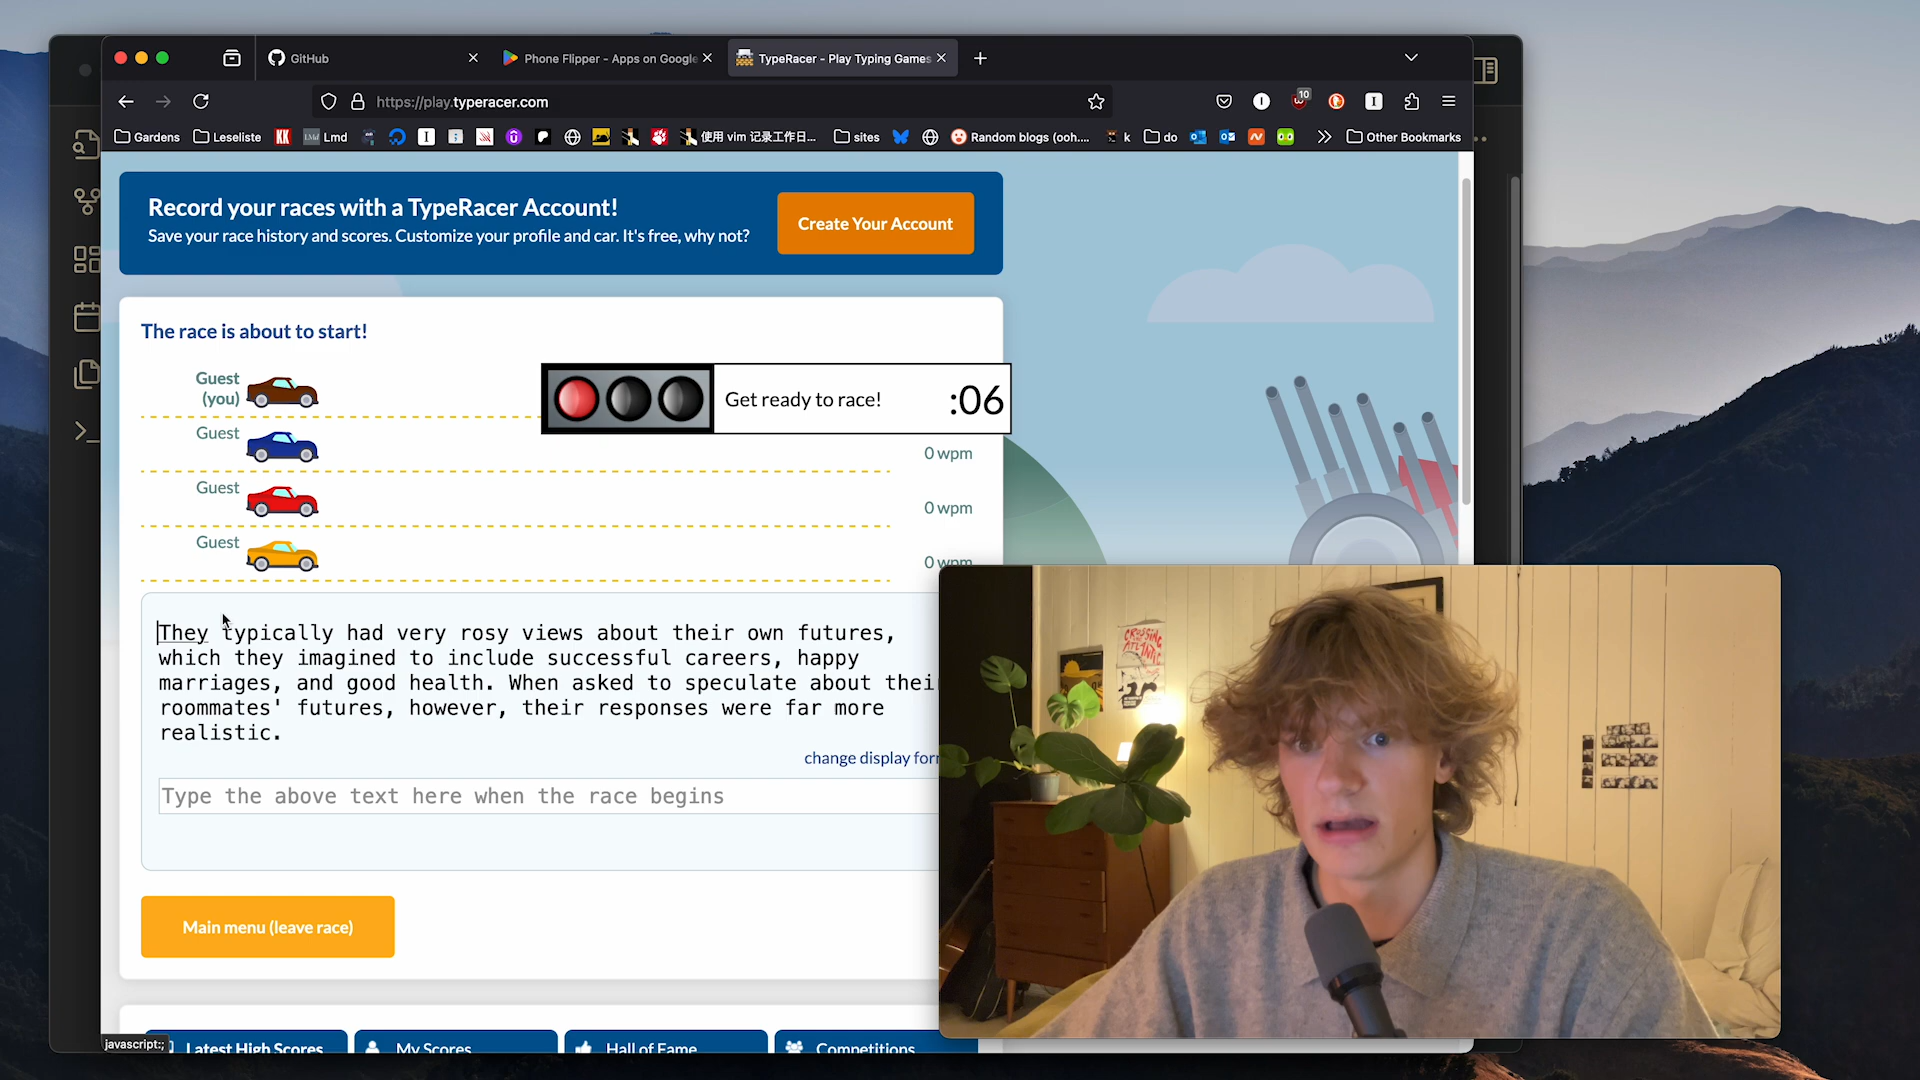 GitHub
Phone Flipper - Apps on Google
TypeRacer - Play Typing Games
https://play.typeracer.com
10
Gardens
Leseliste
Lmd
使用 vim 记录工作日...
sites
Random blogs (ooh....
k
do
Other Bookmarks
Record your races with a TypeRacer Account!
Save your race history and scores. Customize your profile and car. It's free, why not?
Create Your Account
The race is about to start!
Guest
(you)
Get ready to race!
:06
Guest
0 wpm
Guest
0 wpm
Guest
0 wpm
They typically had very rosy views about their own futures,
which they imagined to include successful careers, happy
marriages, and good health. When asked to speculate about their
roommates' futures, however, their responses were far more
realistic.
change display for
Type the above text here when the race begins
Main menu (leave race)
CROSSING
THE
ATLANTIC
javascript:;
Latest High Scores
My Scores
Hall of Fame
Competitions